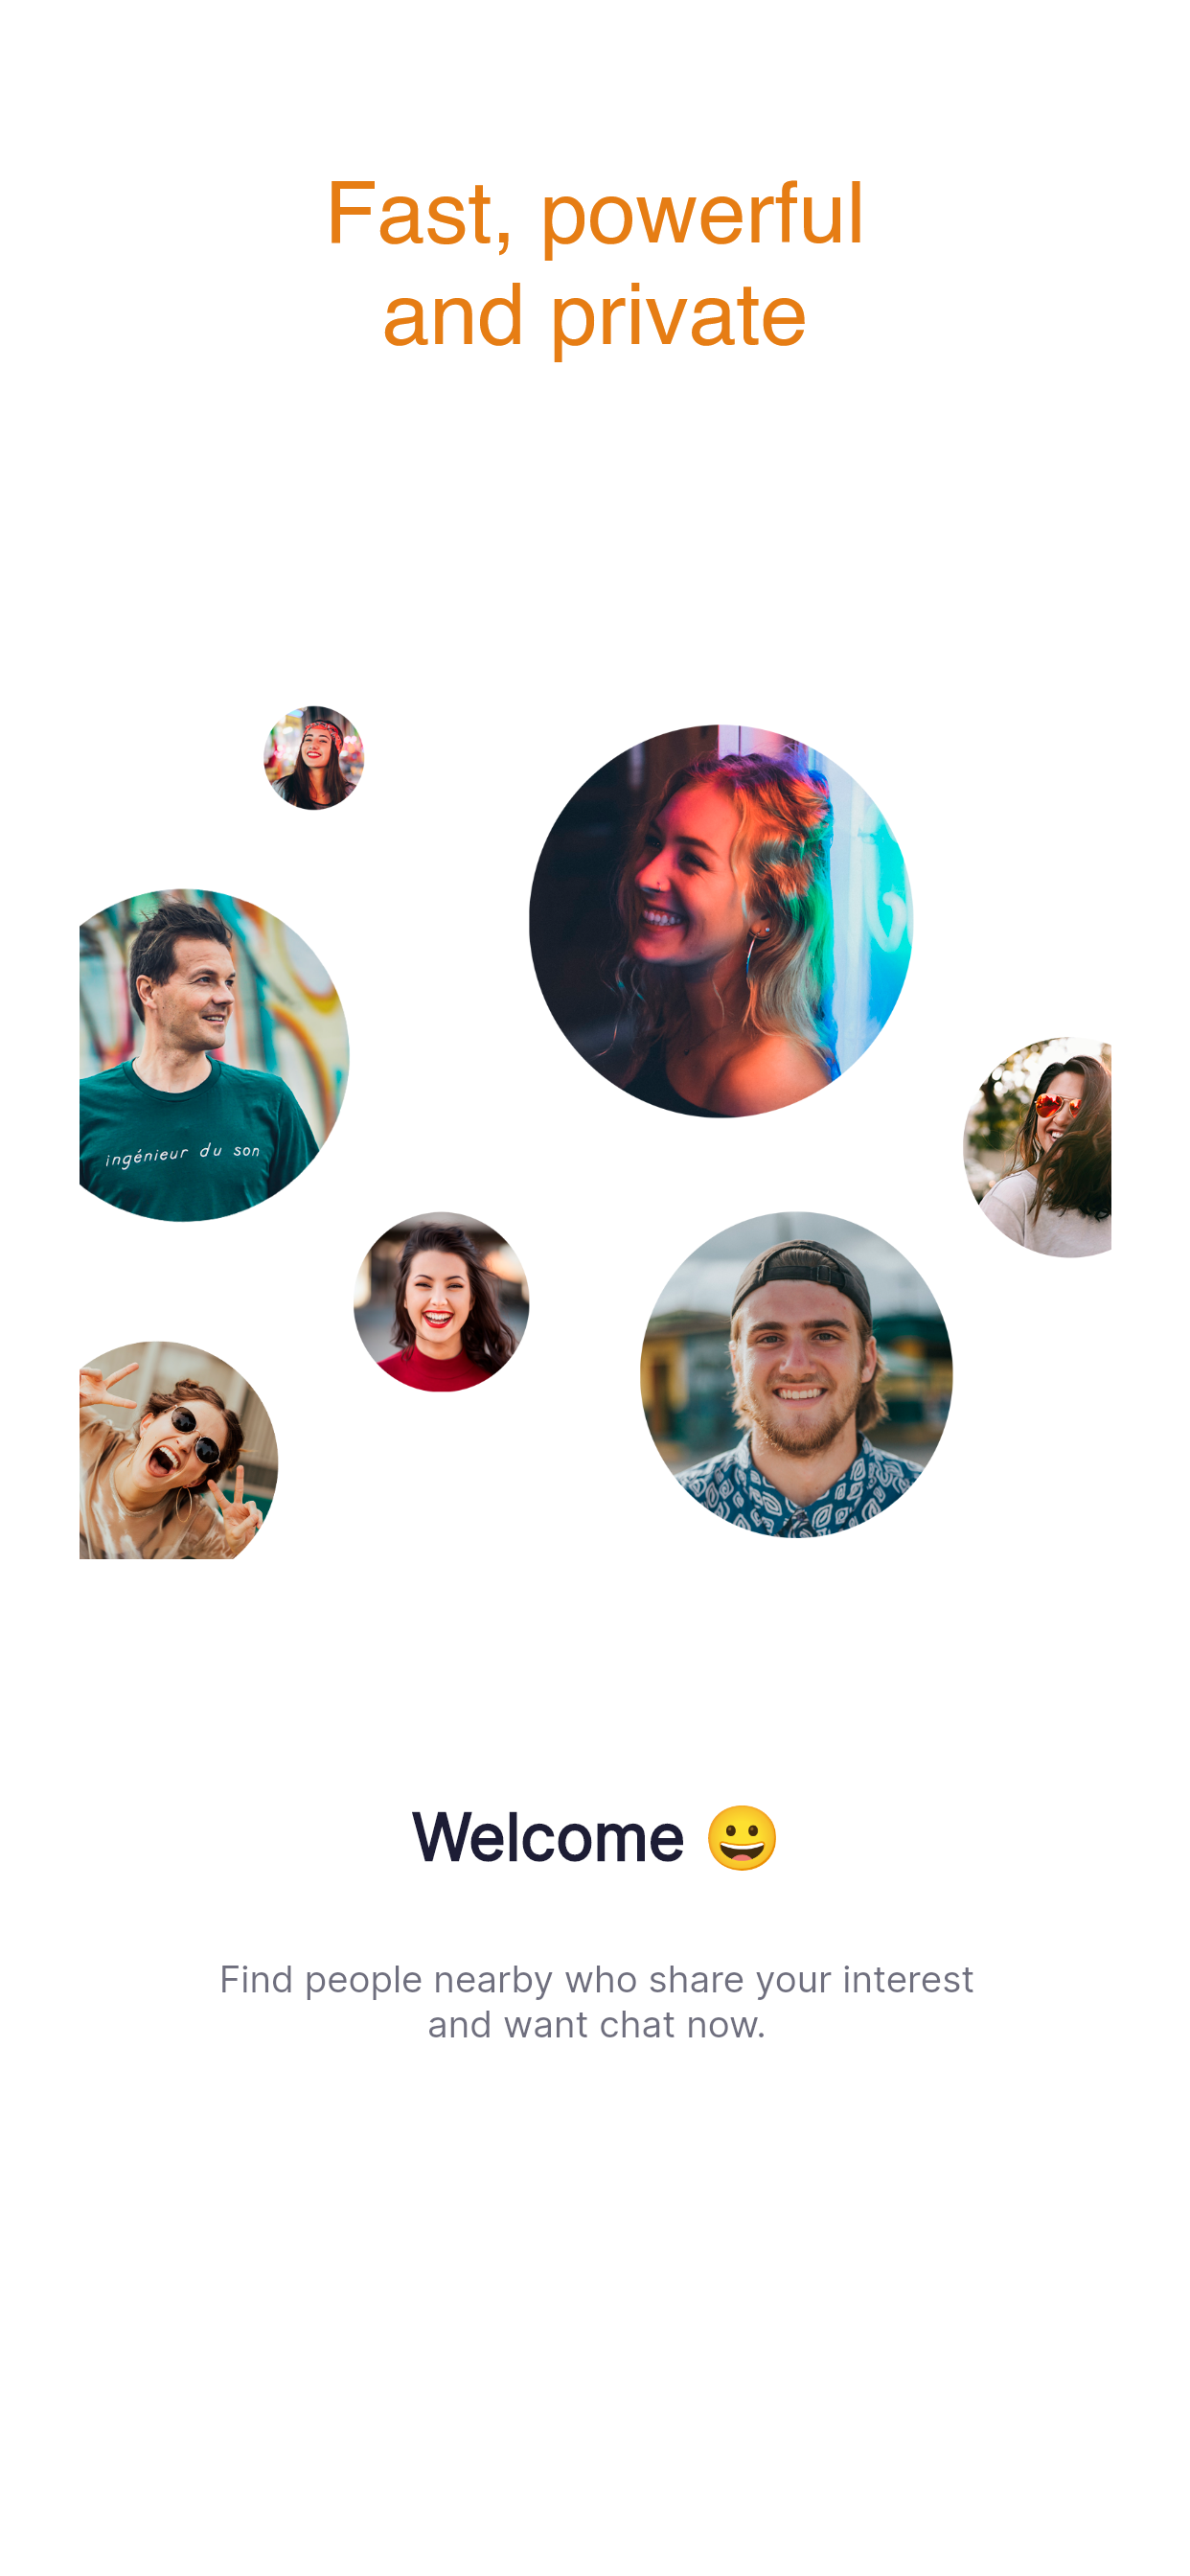 Fast, powerful
and private
ingénieur du son
Welcome 😀
Find people nearby who share your interest
and want chat now.